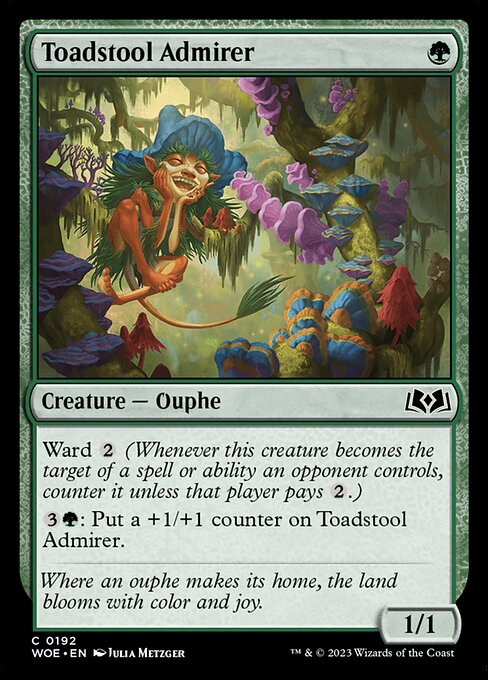 Toadstool Admirer
Creature — Ouphe
Ward 2 (Whenever this creature becomes the
target of a spell or ability an opponent controls,
counter it unless that player pays 2.)
3: Put a +1/+1 counter on Toadstool
Admirer.
Where an ouphe makes its home, the land
blooms with color and joy.
1/1
C 0192
WOE • EN Julia Metzger
™ & © 2023 Wizards of the Coast